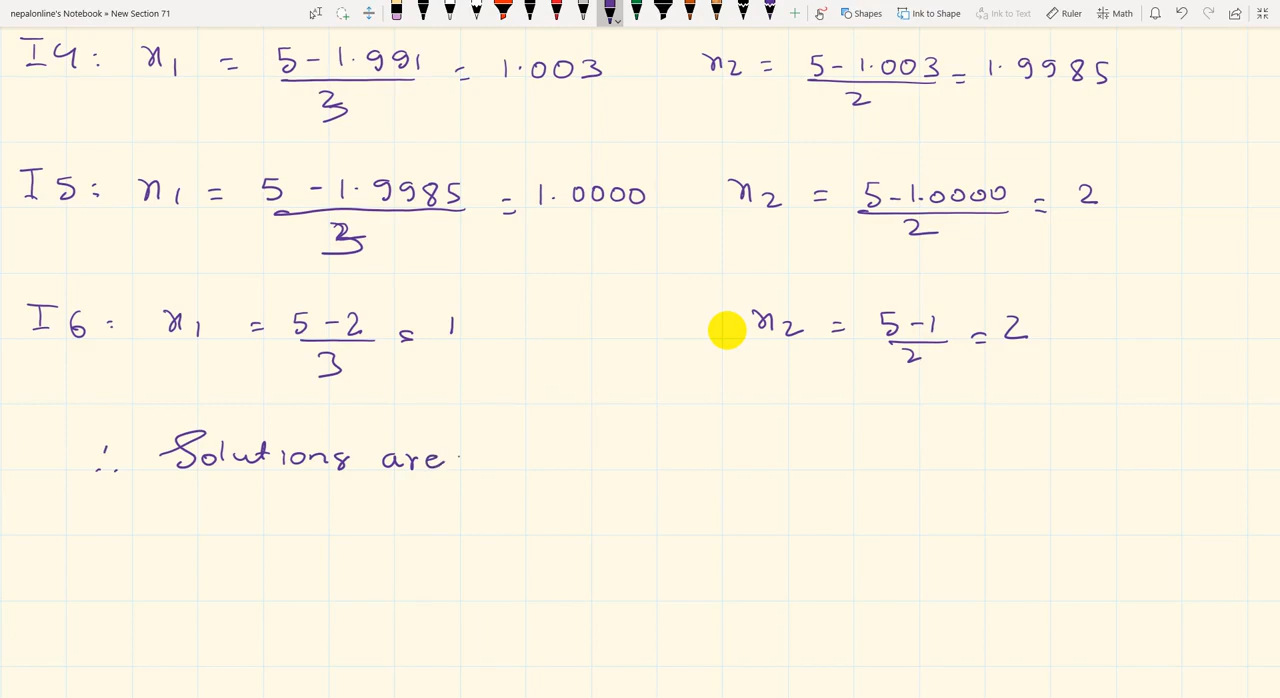 nepalonline's Notebook » New Section 71
Shapes Ink to Shape Ink to Text Ruler Math
I4: x1 = (5-1.991)/3 = 1.003 x2 = (5-1.003)/2 = 1.9985
I5: x1 = (5-1.9985)/3 = 1.0000 x2 = (5-1.0000)/2 = 2
I6: x1 = (5-2)/3 = 1 x2 = (5-1)/2 = 2
∴ Solutions are